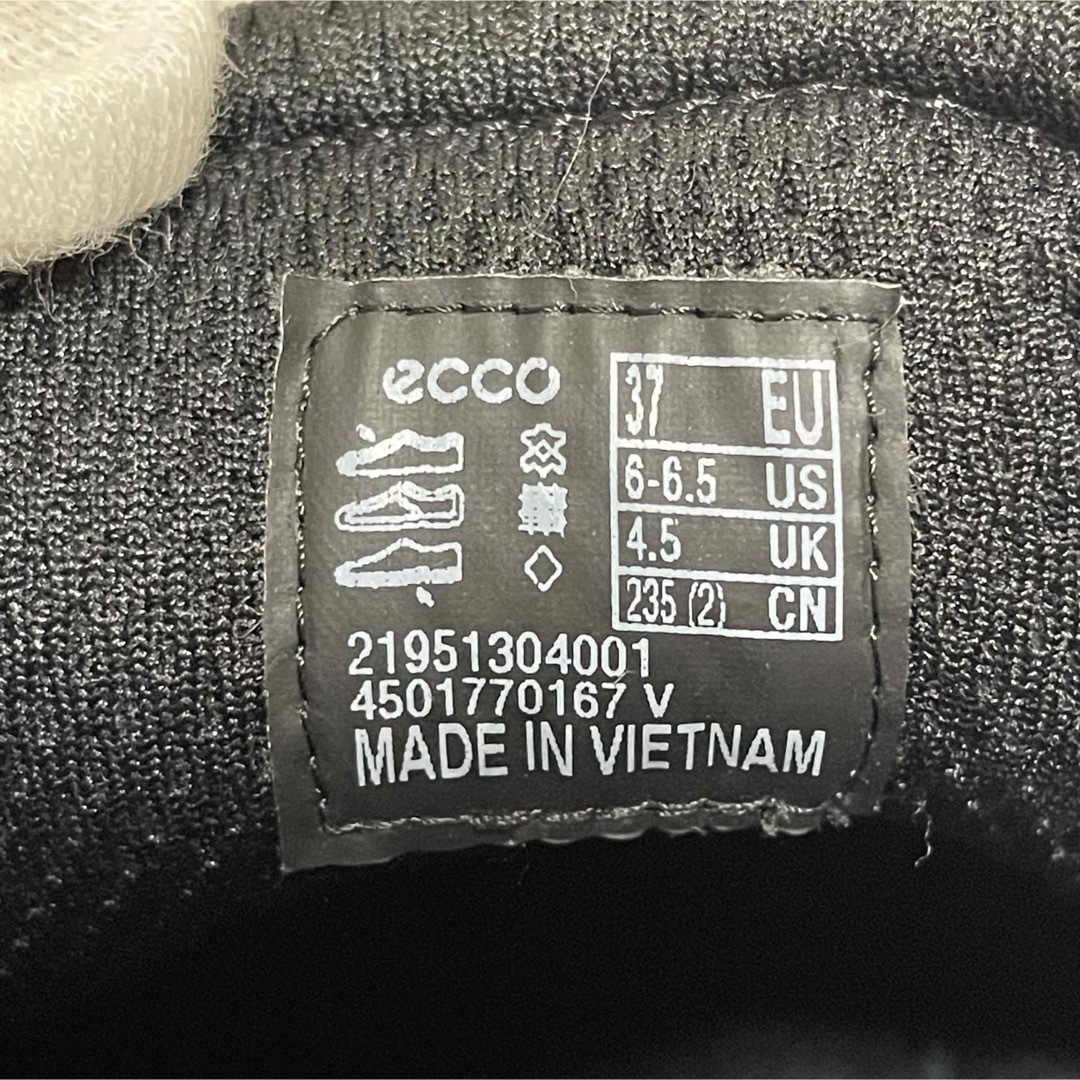 ecco
37 EU
6-6.5 US
4.5 UK
235 (2) CN
21951304001
4501770167 V
MADE IN VIETNAM